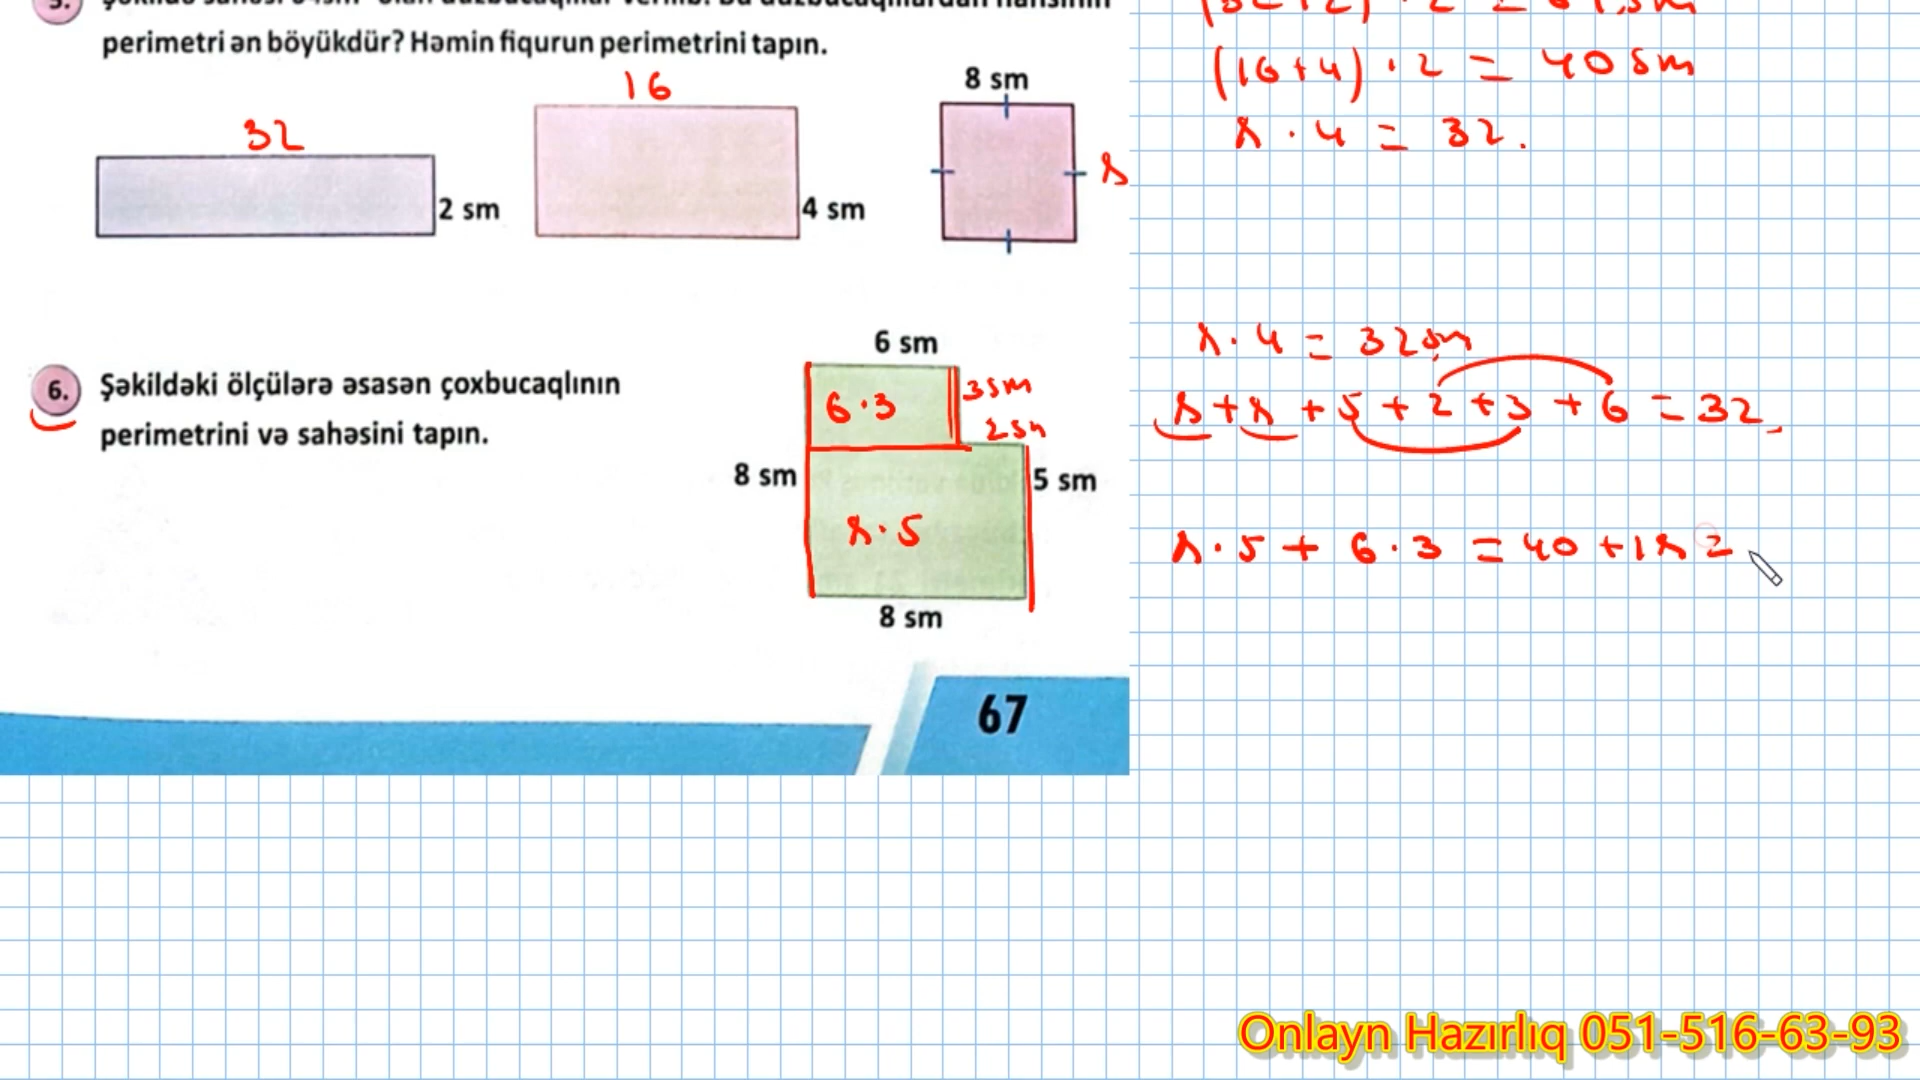 perimetri ən böyükdür? Həmin fiqurun perimetrini tapın.
32
2 sm
16
4 sm
8 sm
8
(16+4) · 2 = 40 sm
8 · 4 = 32.
6. Şəkildəki ölçülərə əsasən çoxbucaqlının
perimetrini və sahəsini tapın.
6 sm
6 · 3
3 sm
2 sm
8 sm
5 sm
8 · 5
8 sm
8 · 4 = 32 sm
8 + 8 + 5 + 2 + 3 + 6 = 32
8 · 5 + 6 · 3 = 40 + 18 =
67
Onlayn Hazırlıq 051-516-63-93